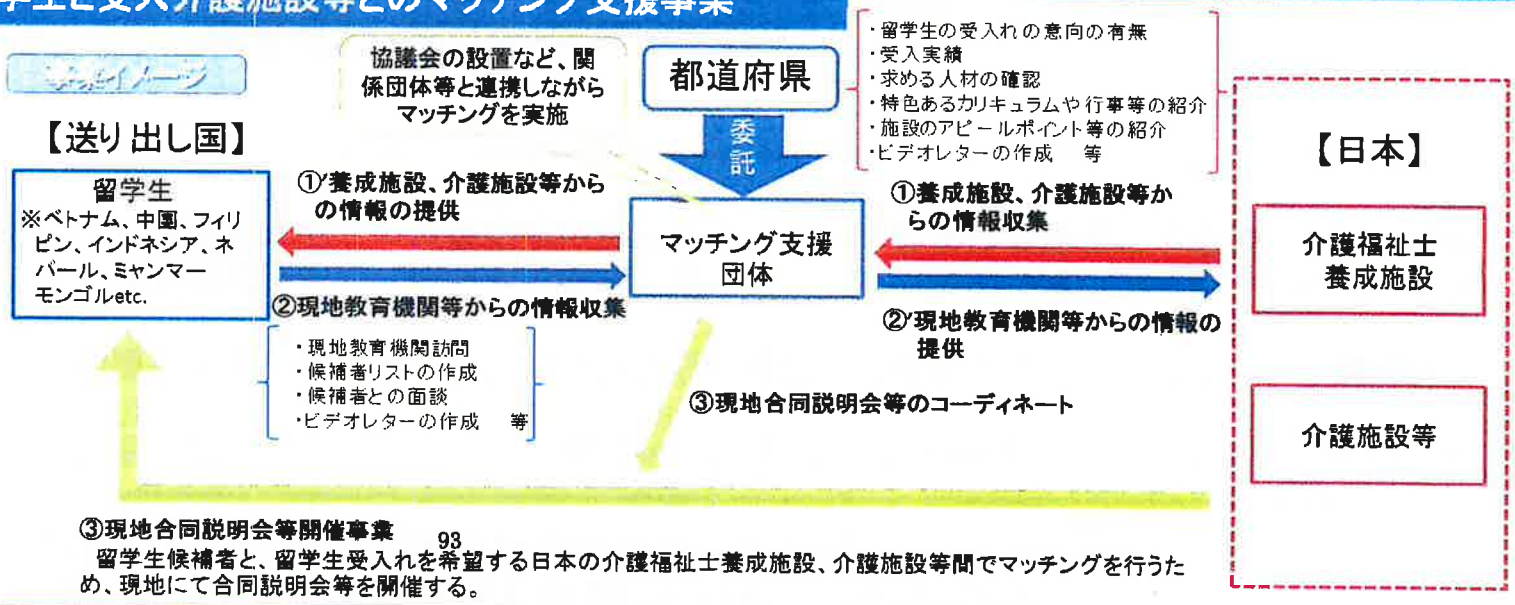 学生と受入介護施設等とのマッチング支援事業
事業イメージ
協議会の設置など、関
係団体等と連携しながら
マッチングを実施
都道府県
委託
・留学生の受入れの意向の有無
・受入実績
・求める人材の確認
・特色あるカリキュラムや行事等の紹介
・施設のアピールポイント等の紹介
・ビデオレターの作成 等
【送り出し国】
留学生
※ベトナム、中国、フィリ
ピン、インドネシア、ネ
パール、ミャンマー
モンゴルetc.
①'養成施設、介護施設等から
の情報の提供
②現地教育機関等からの情報収集
・現地教育機関訪問
・候補者リストの作成
・候補者との面談
・ビデオレターの作成 等
マッチング支援
団体
①養成施設、介護施設等か
らの情報収集
②'現地教育機関等からの情報の
提供
③現地合同説明会等のコーディネート
【日本】
介護福祉士
養成施設
介護施設等
③現地合同説明会等開催事業
93
留学生候補者と、留学生受入れを希望する日本の介護福祉士養成施設、介護施設等間でマッチングを行うた
め、現地にて合同説明会等を開催する。